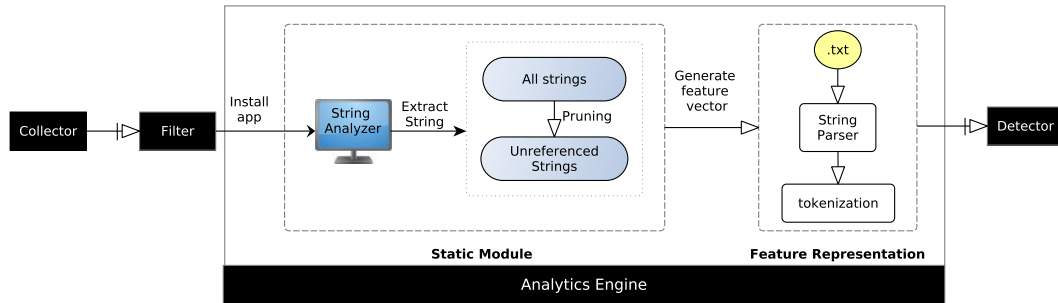 Collector
Filter
Install
app
String
Analyzer
Extract
String
All strings
Pruning
Unreferenced
Strings
Static Module
Generate
feature
vector
.txt
String
Parser
tokenization
Feature Representation
Detector
Analytics Engine